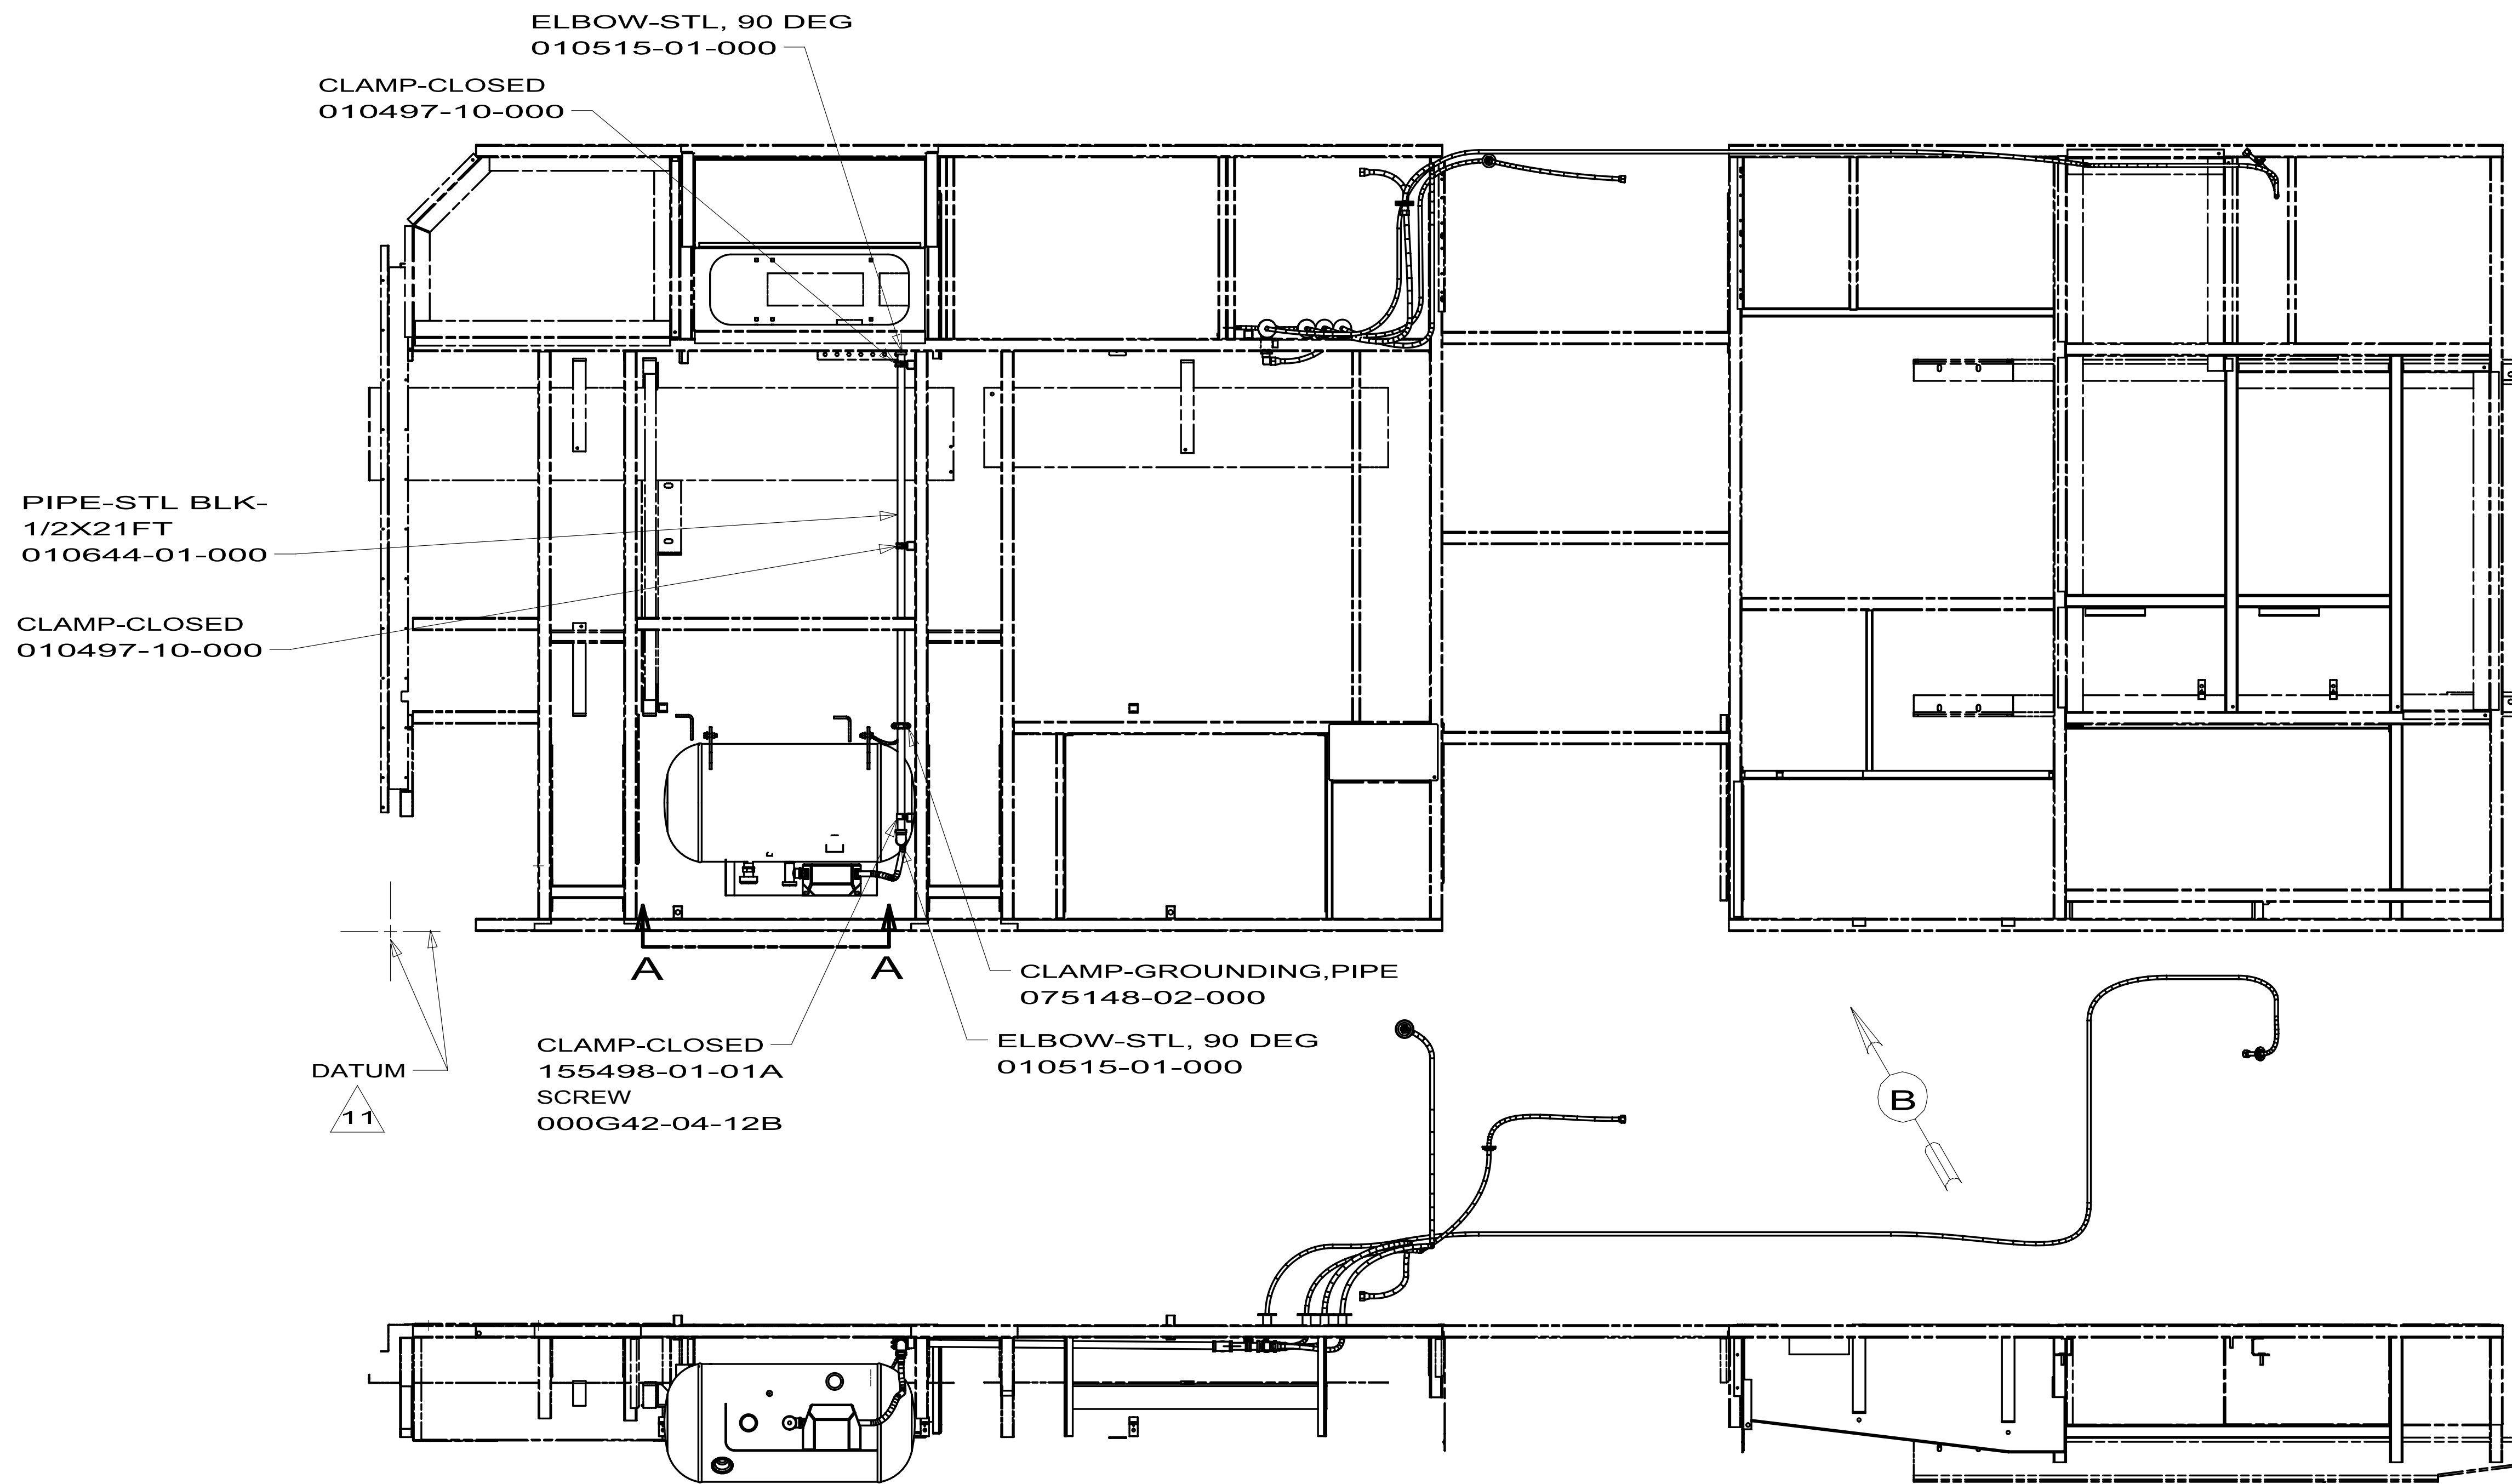 ELBOW-STL, 90 DEG
010515-01-000
CLAMP-CLOSED
010497-10-000
PIPE-STL BLK-
1/2X21FT
010644-01-000
CLAMP-CLOSED
010497-10-000
A
A
CLAMP-GROUNDING,PIPE
075148-02-000
ELBOW-STL, 90 DEG
010515-01-000
CLAMP-CLOSED
155498-01-01A
SCREW
000G42-04-12B
DATUM
11
B